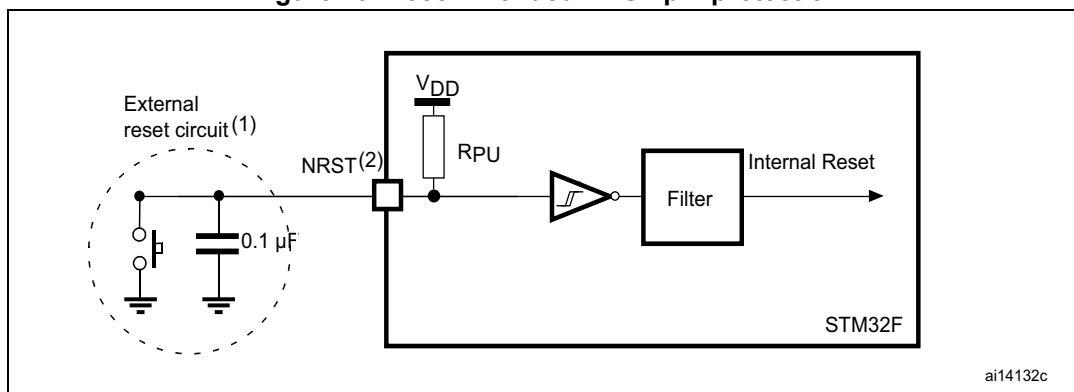 External
reset circuit(1)
VDD
RPU
NRST(2)
0.1 µF
Filter
Internal Reset
STM32F
ai14132c